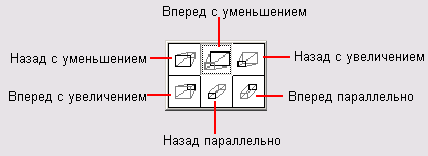 Вперед с уменьшением
Назад с уменьшением
Назад с увеличением
Вперед с увеличением
Вперед параллельно
Назад параллельно